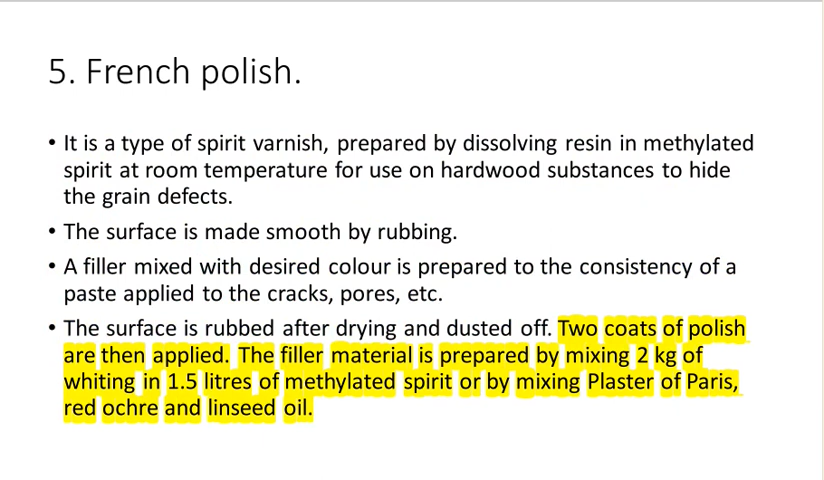 5. French polish.
• It is a type of spirit varnish, prepared by dissolving resin in methylated
spirit at room temperature for use on hardwood substances to hide
the grain defects.
• The surface is made smooth by rubbing.
• A filler mixed with desired colour is prepared to the consistency of a
paste applied to the cracks, pores, etc.
• The surface is rubbed after drying and dusted off. Two coats of polish
are then applied. The filler material is prepared by mixing 2 kg of
whiting in 1.5 litres of methylated spirit or by mixing Plaster of Paris,
red ochre and linseed oil.